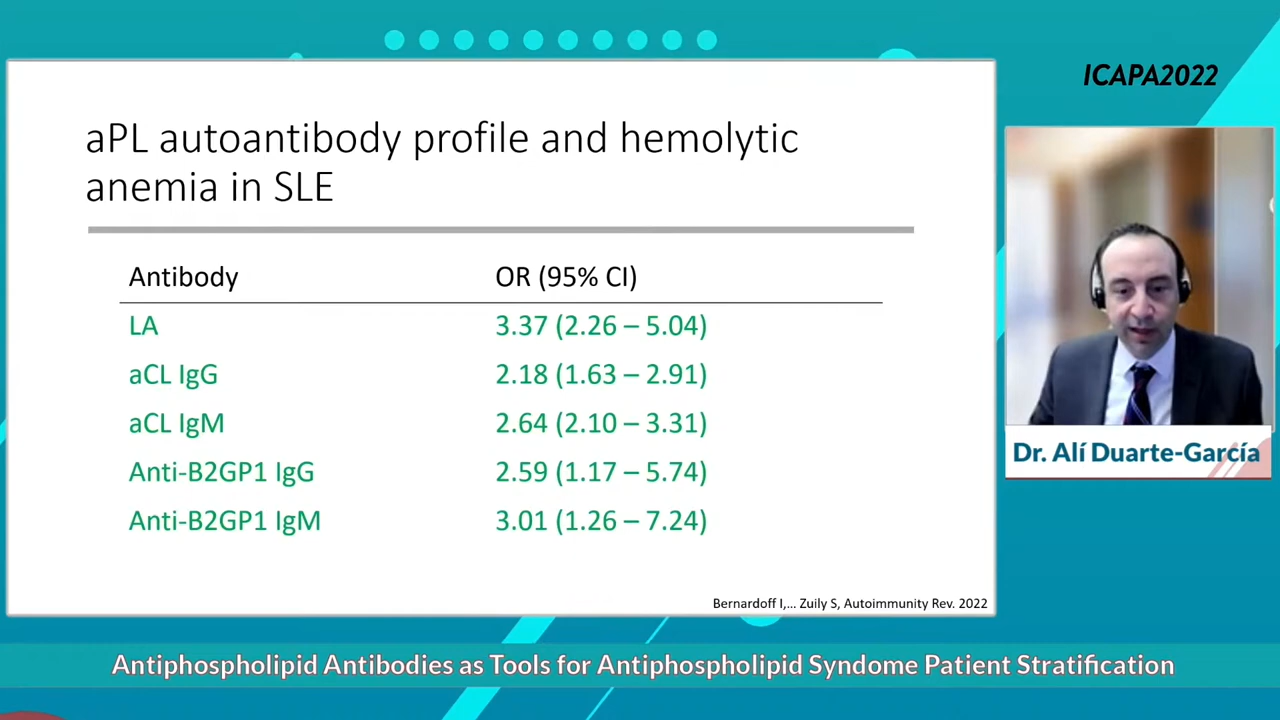 ICAPA2022
aPL autoantibody profile and hemolytic
anemia in SLE
Antibody OR (95% CI)
LA 3.37 (2.26 – 5.04)
aCL IgG 2.18 (1.63 – 2.91)
aCL IgM 2.64 (2.10 – 3.31)
Anti-B2GP1 IgG 2.59 (1.17 – 5.74)
Anti-B2GP1 IgM 3.01 (1.26 – 7.24)
Bernardoff I,... Zuily S, Autoimmunity Rev. 2022
Dr. Alí Duarte-García
Antiphospholipid Antibodies as Tools for Antiphospholipid Syndome Patient Stratification